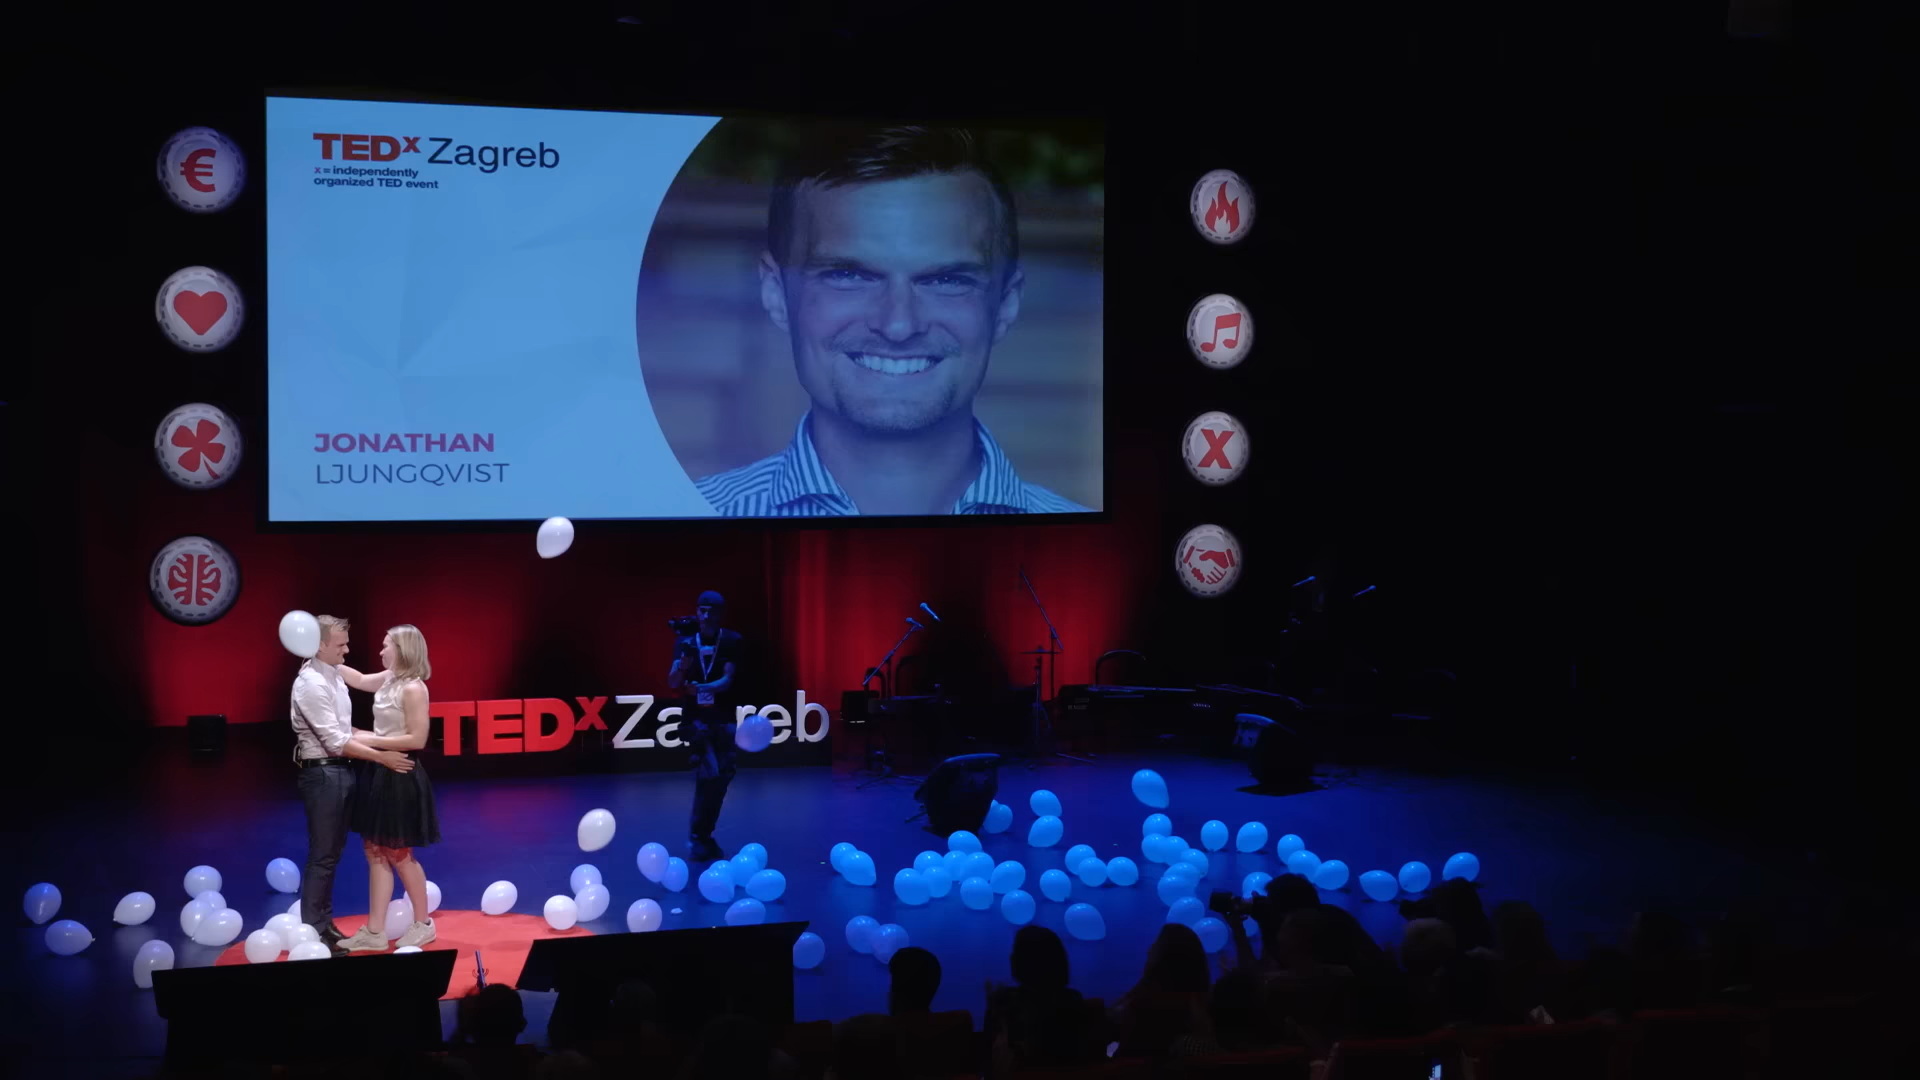 TEDx Zagreb
x = independently
organized TED event
JONATHAN
LJUNGQVIST
€
X
TEDx Za reb